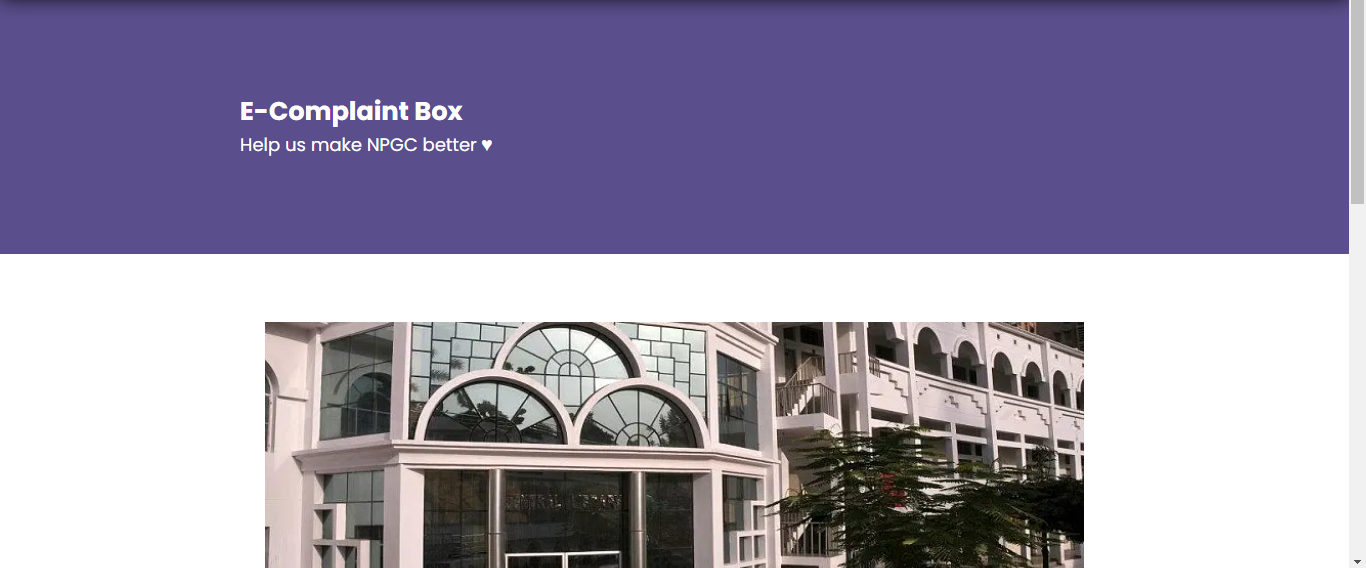 E-Complaint Box
Help us make NPGC better ♥